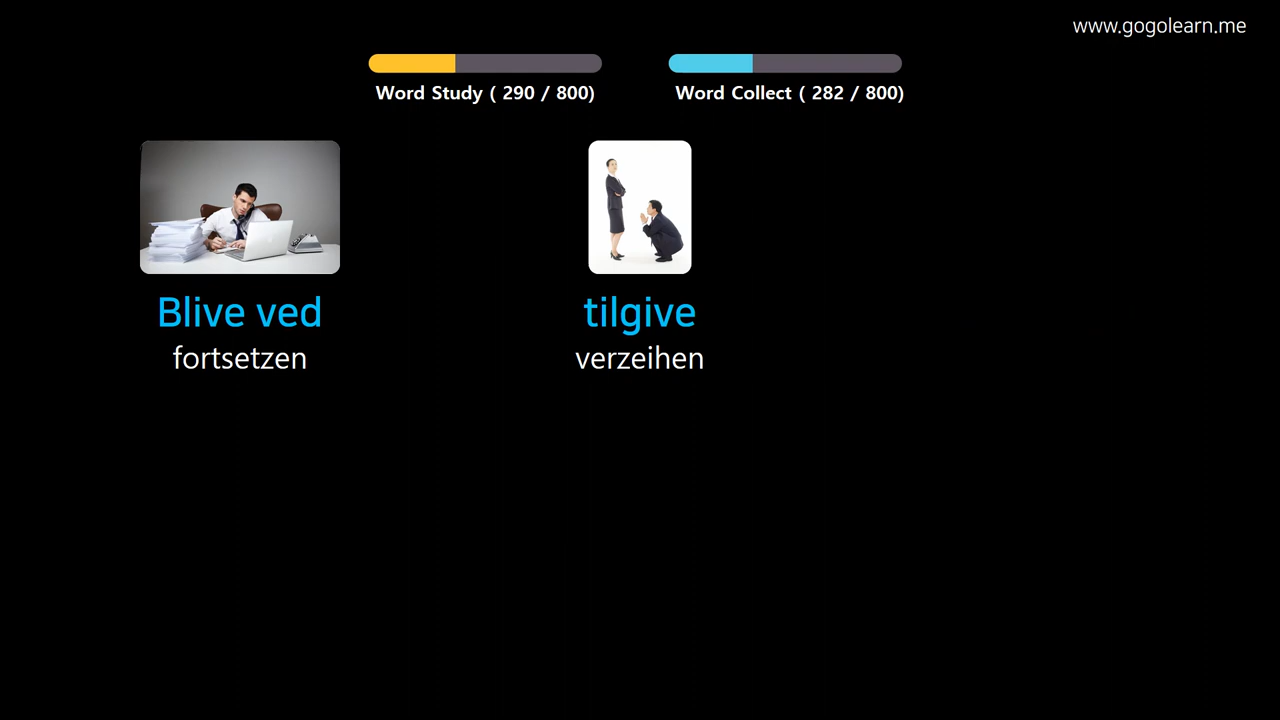 www.gogolearn.me
Word Study ( 290 / 800)
Word Collect ( 282 / 800)
Blive ved
fortsetzen
tilgive
verzeihen